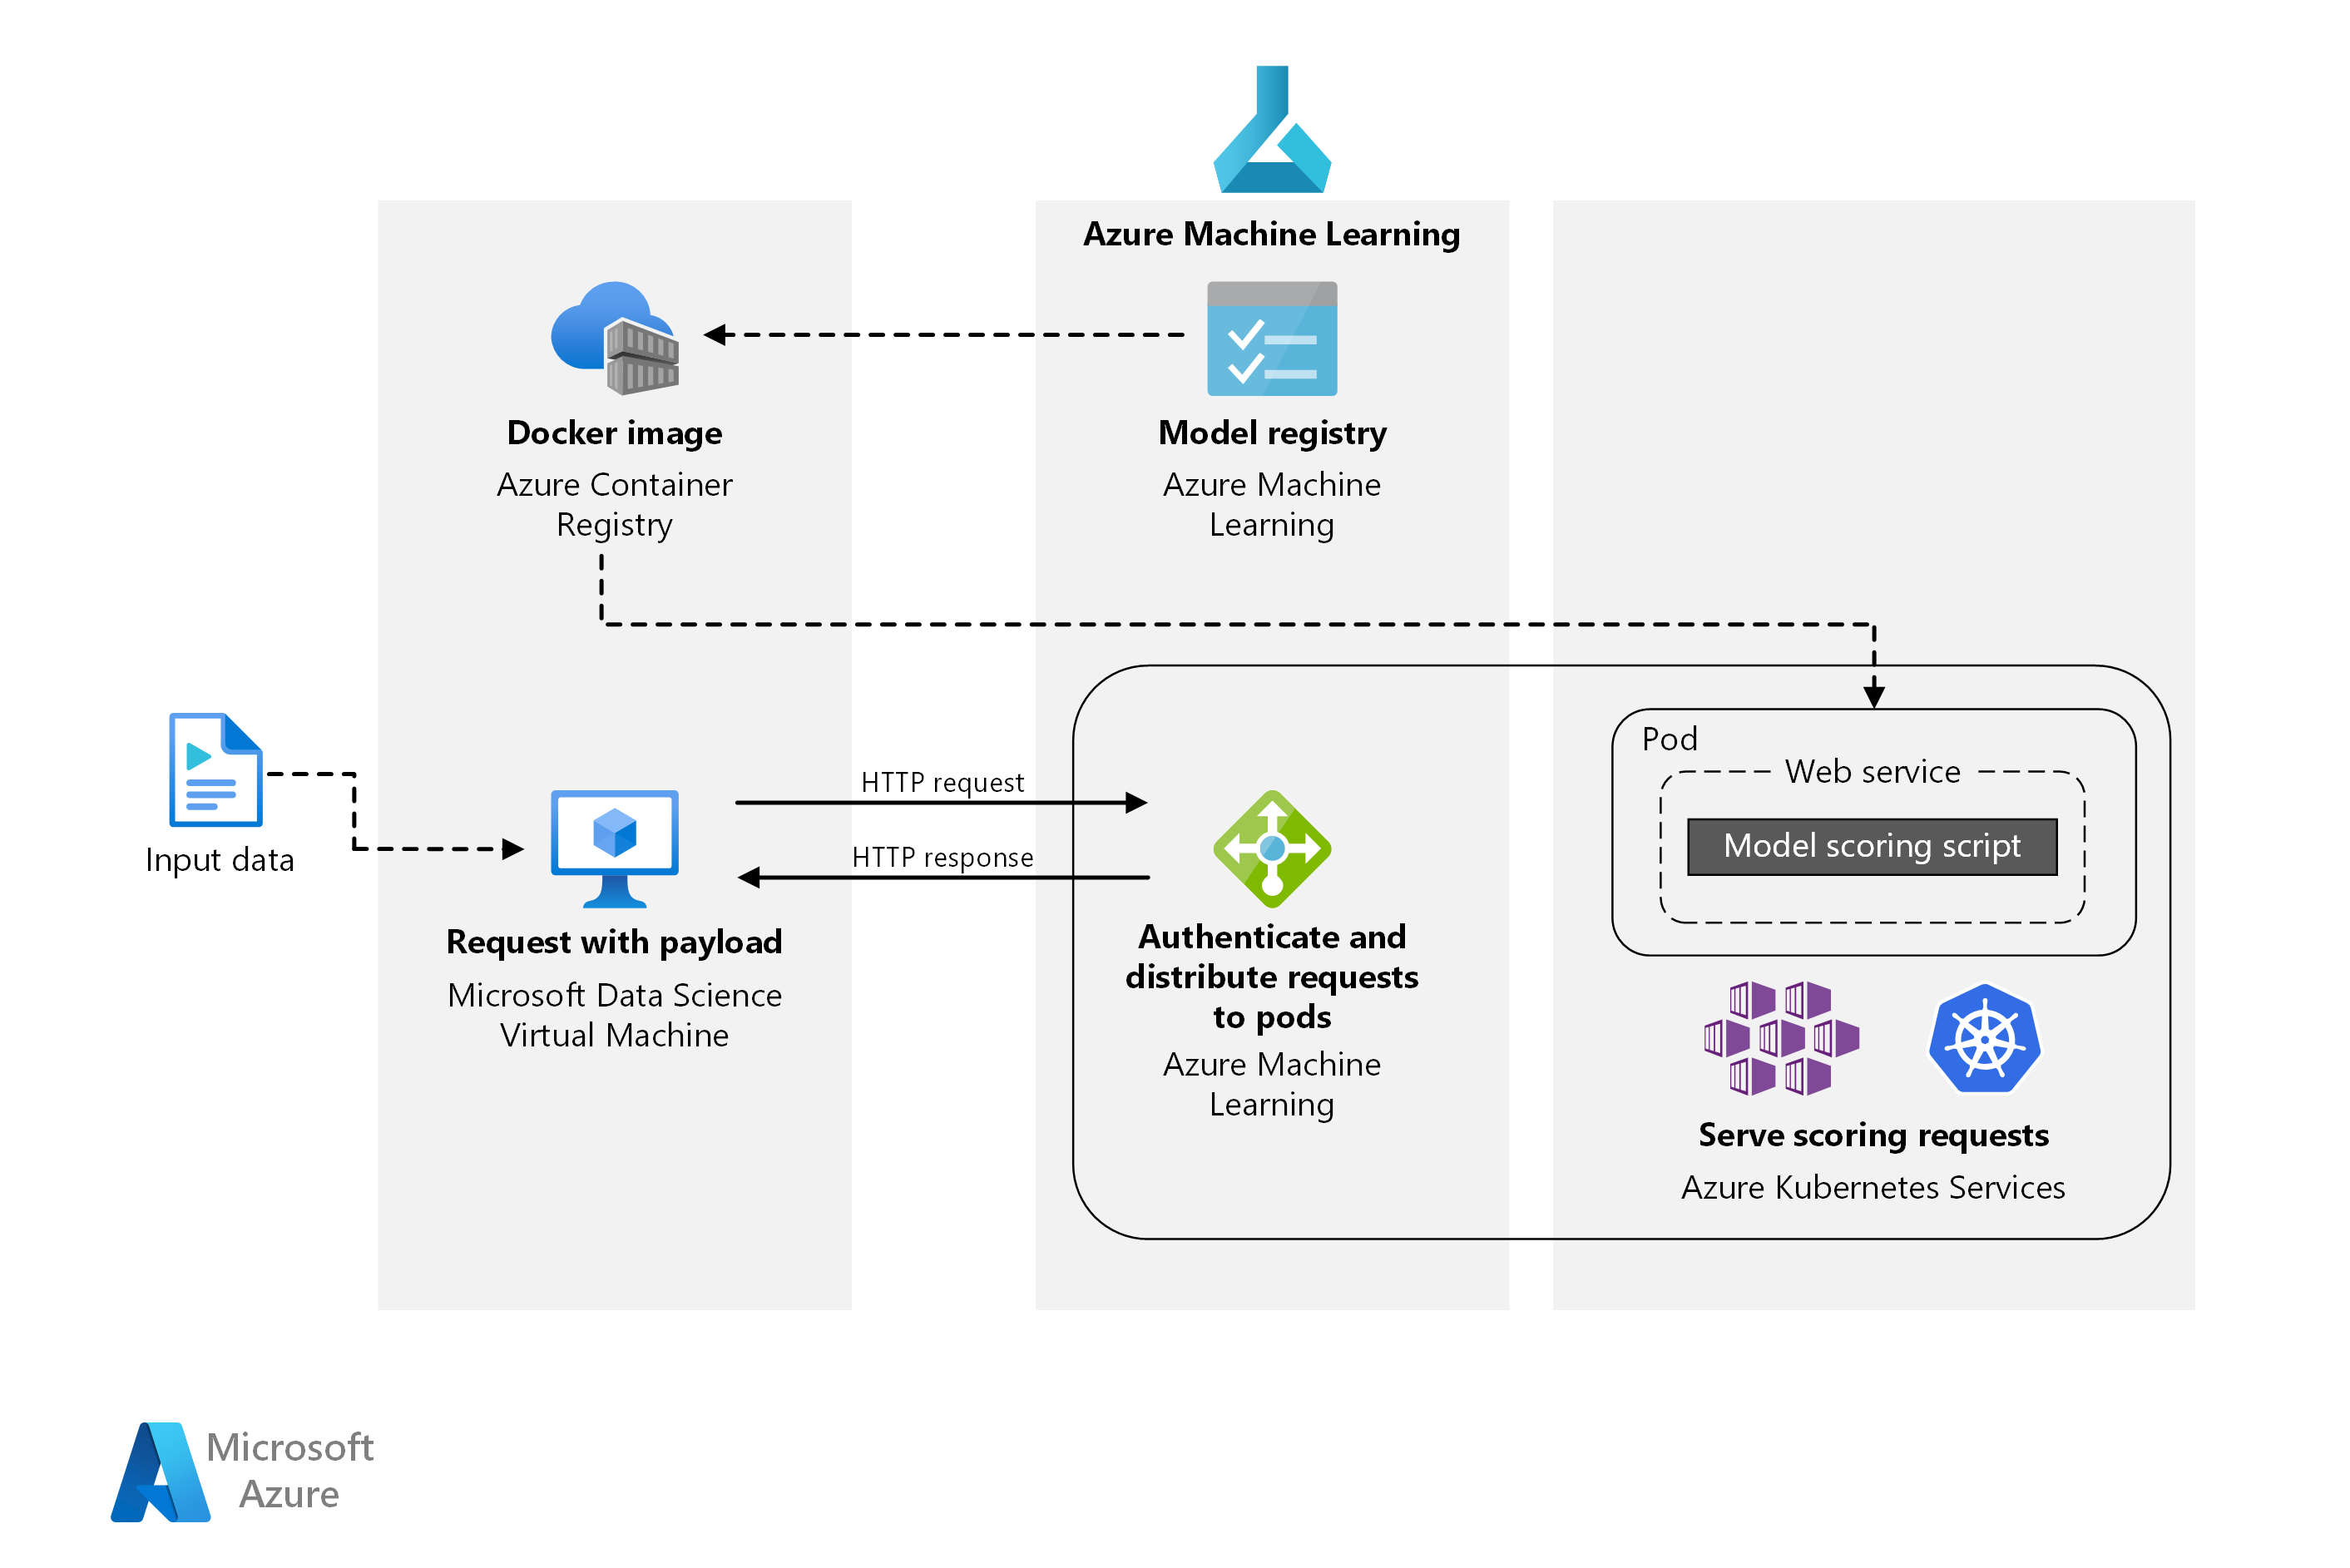 Azure Machine Learning
Docker image
Azure Container
Registry
Model registry
Azure Machine
Learning
Input data
Request with payload
Microsoft Data Science
Virtual Machine
HTTP request
HTTP response
Authenticate and
distribute requests
to pods
Azure Machine
Learning
Pod
Web service
Model scoring script
Serve scoring requests
Azure Kubernetes Services
Microsoft
Azure